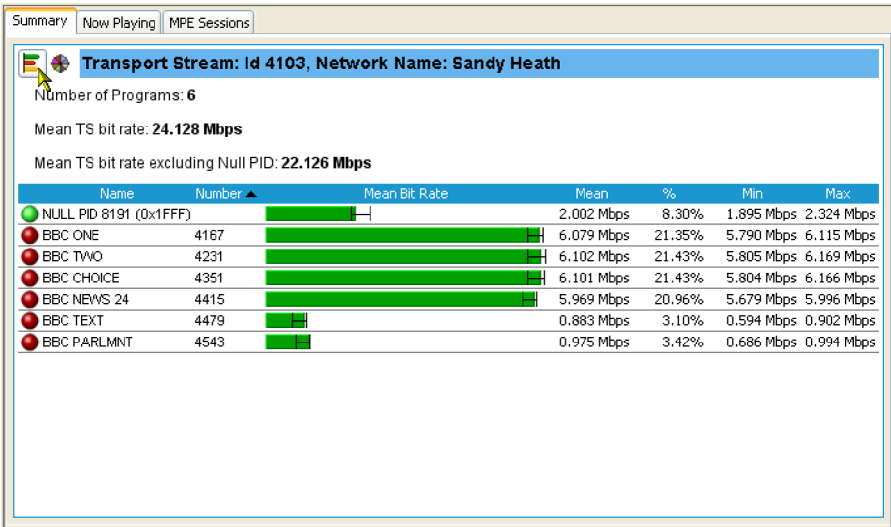 Summary Now Playing MPE Sessions
Transport Stream: Id 4103, Network Name: Sandy Heath
Number of Programs: 6
Mean TS bit rate: 24.128 Mbps
Mean TS bit rate excluding Null PID: 22.126 Mbps
Name Number Mean Bit Rate Mean % Min Max
NULL PID 8191 (0x1FFF) 2.002 Mbps 8.30% 1.895 Mbps 2.324 Mbps
BBC ONE 4167 6.079 Mbps 21.35% 5.790 Mbps 6.115 Mbps
BBC TWO 4231 6.102 Mbps 21.43% 5.805 Mbps 6.169 Mbps
BBC CHOICE 4351 6.101 Mbps 21.43% 5.804 Mbps 6.166 Mbps
BBC NEWS 24 4415 5.969 Mbps 20.96% 5.679 Mbps 5.996 Mbps
BBC TEXT 4479 0.883 Mbps 3.10% 0.594 Mbps 0.902 Mbps
BBC PARLMNT 4543 0.975 Mbps 3.42% 0.686 Mbps 0.994 Mbps